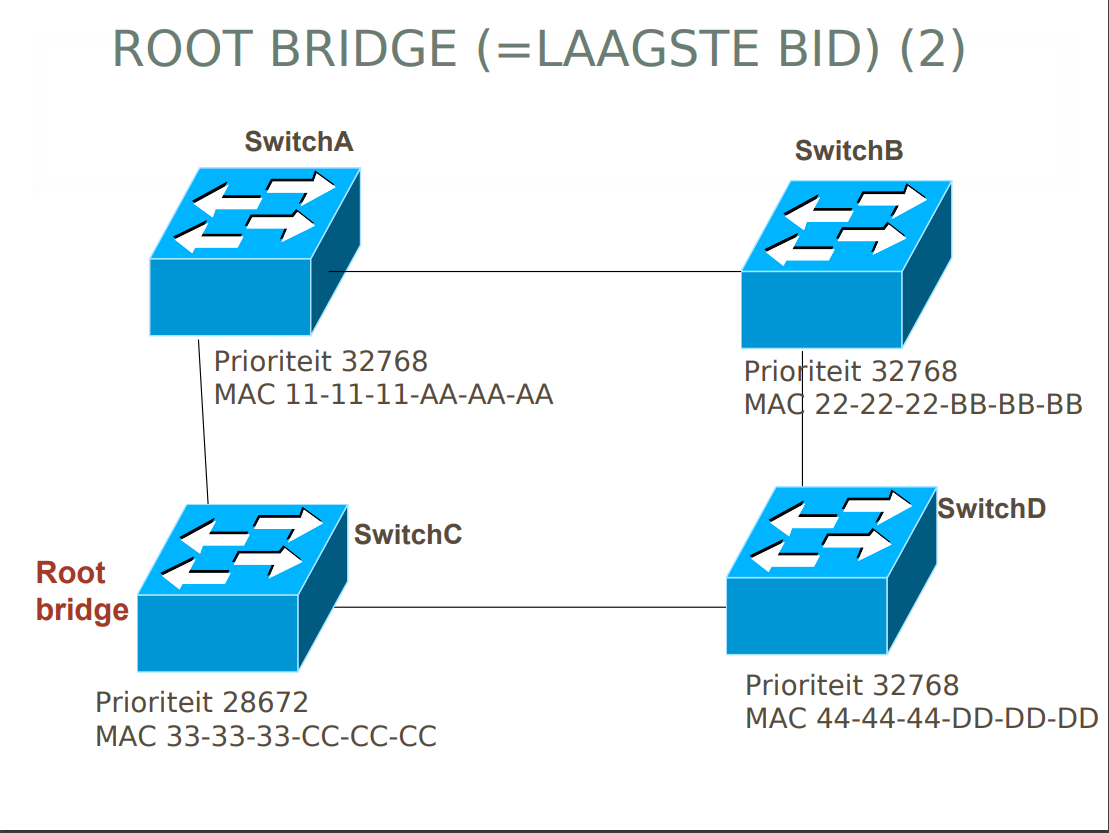 ROOT BRIDGE (=LAAGSTE BID) (2)
SwitchA
SwitchB
Prioriteit 32768
MAC 11-11-11-AA-AA-AA
Prioriteit 32768
MAC 22-22-22-BB-BB-BB
SwitchC
SwitchD
Root
bridge
Prioriteit 28672
MAC 33-33-33-CC-CC-CC
Prioriteit 32768
MAC 44-44-44-DD-DD-DD